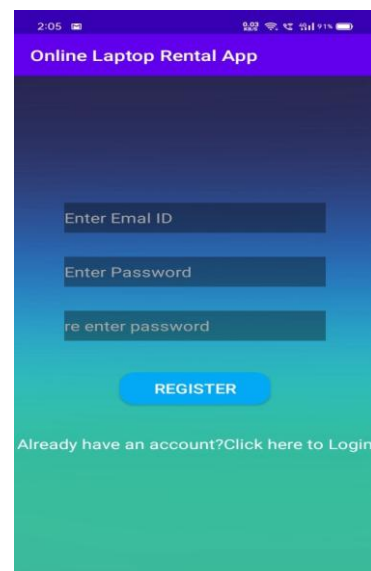 2:05 91%
Online Laptop Rental App
Enter Emal ID
Enter Password
re enter password
REGISTER
Already have an account?Click here to Login